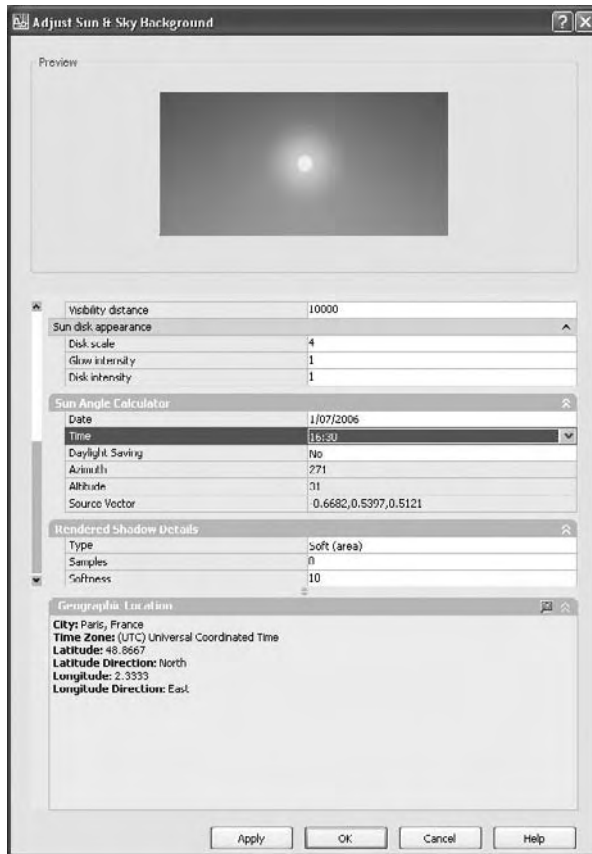 Adjust Sun & Sky Background
Preview
Visibility distance 10000
Sun disk appearance
Disk scale 4
Glow intensity 1
Disk intensity 1
Sun Angle Calculator
Date 1/07/2006
Time 16:30
Daylight Saving No
Azimuth 271
Altitude 31
Source Vector -0.6682,0.5397,0.5121
Rendered Shadow Details
Type Soft (area)
Samples 0
Softness 10
Geographic Location
City: Paris, France
Time Zone: (UTC) Universal Coordinated Time
Latitude: 48.8667
Latitude Direction: North
Longitude: 2.3333
Longitude Direction: East
Apply OK Cancel Help